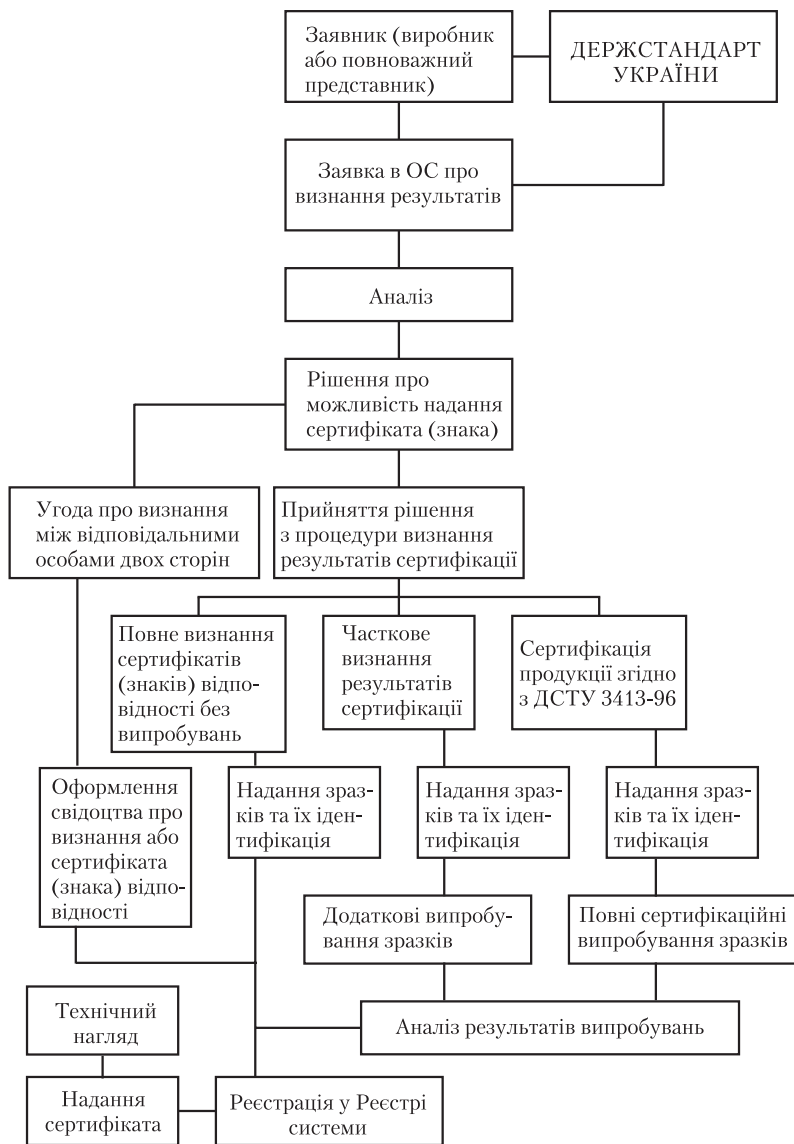 Заявник (виробник
або повноважний
представник)
ДЕРЖСТАНДАРТ
УКРАЇНИ
Заявка в ОС про
визнання результатів
Аналіз
Рішення про
можливість надання
сертифіката (знака)
Угода про визнання
між відповідальними
особами двох сторін
Прийняття рішення
з процедури визнання
результатів сертифікації
Повне визнання
сертифікатів
(знаків) відпо-
відності без
випробувань
Часткове
визнання
результатів
сертифікації
Сертифікація
продукції згідно
з ДСТУ 3413-96
Оформлення
свідоцтва про
визнання або
сертифіката
(знака) відпо-
відності
Надання зраз-
ків та їх іден-
тифікація
Надання зраз-
ків та їх іден-
тифікація
Надання зраз-
ків та їх іден-
тифікація
Додаткові випробу-
вання зразків
Повні сертифікаційні
випробування зразків
Технічний
нагляд
Аналіз результатів випробувань
Надання
сертифіката
Реєстрація у Реєстрі
системи